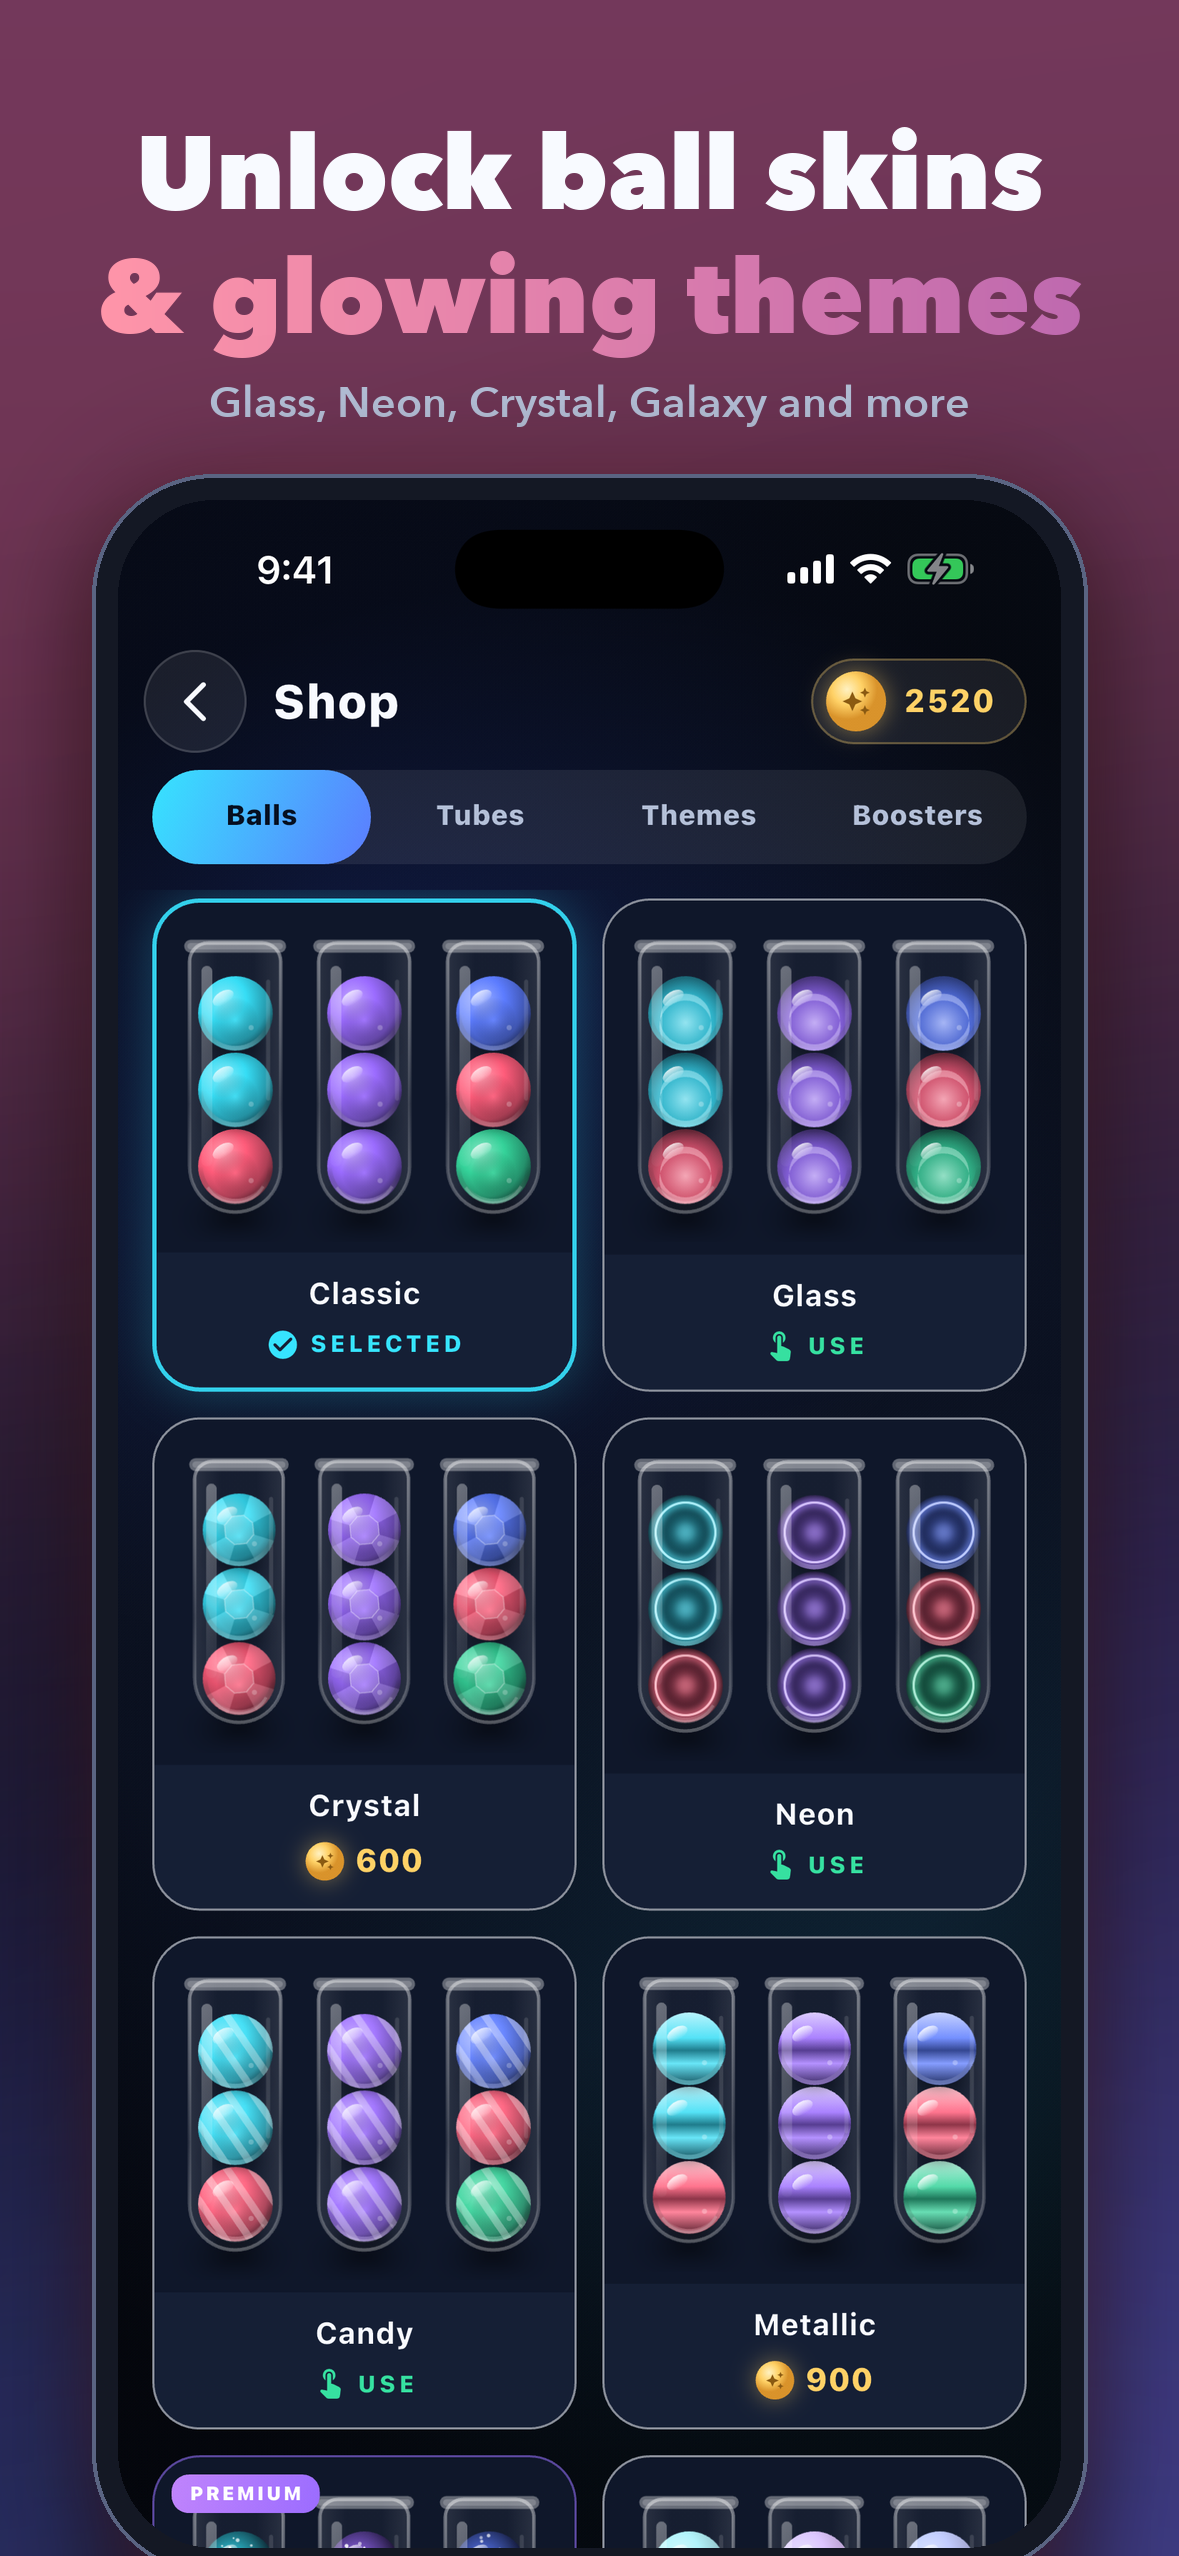 Unlock ball skins
& glowing themes
Glass, Neon, Crystal, Galaxy and more
9:41
Shop
2520
Balls Tubes Themes Boosters
Classic
SELECTED
Glass
USE
Crystal
600
Neon
USE
Candy
USE
Metallic
900
PREMIUM